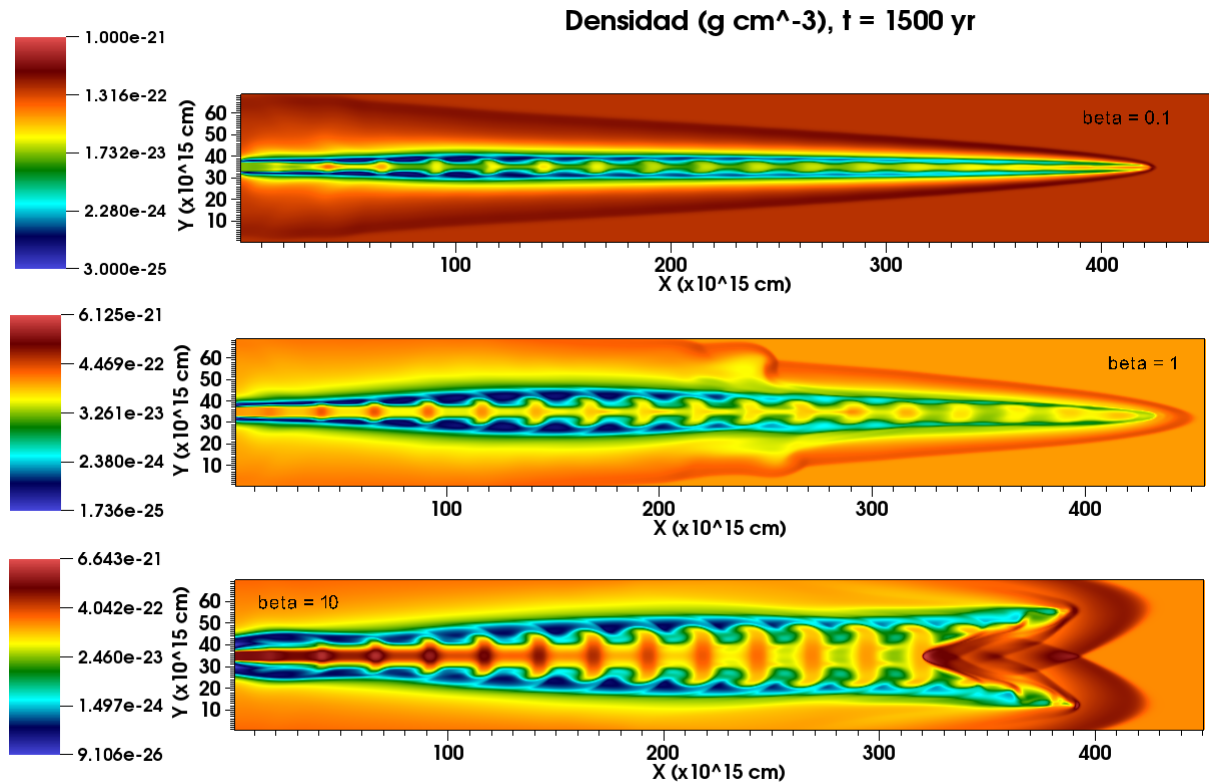 Densidad (g cm^-3), t = 1500 yr
1.000e-21
1.316e-22
1.732e-23
2.280e-24
3.000e-25
Y (x10^15 cm)
60
50
40
30
20
10
beta = 0.1
100 200 300 400
X (x10^15 cm)
6.125e-21
4.469e-22
3.261e-23
2.380e-24
1.736e-25
Y (x10^15 cm)
60
50
40
30
20
10
beta = 1
100 200 300 400
X (x10^15 cm)
6.643e-21
4.042e-22
2.460e-23
1.497e-24
9.106e-26
Y (x10^15 cm)
60
50
40
30
20
10
beta = 10
100 200 300 400
X (x10^15 cm)